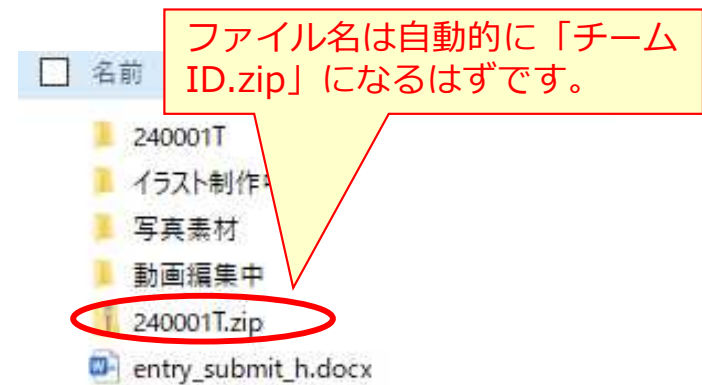 ファイル名は自動的に「チーム
ID.zip」になるはずです。
名前
240001T
イラスト制作
写真素材
動画編集中
240001T.zip
entry_submit_h.docx